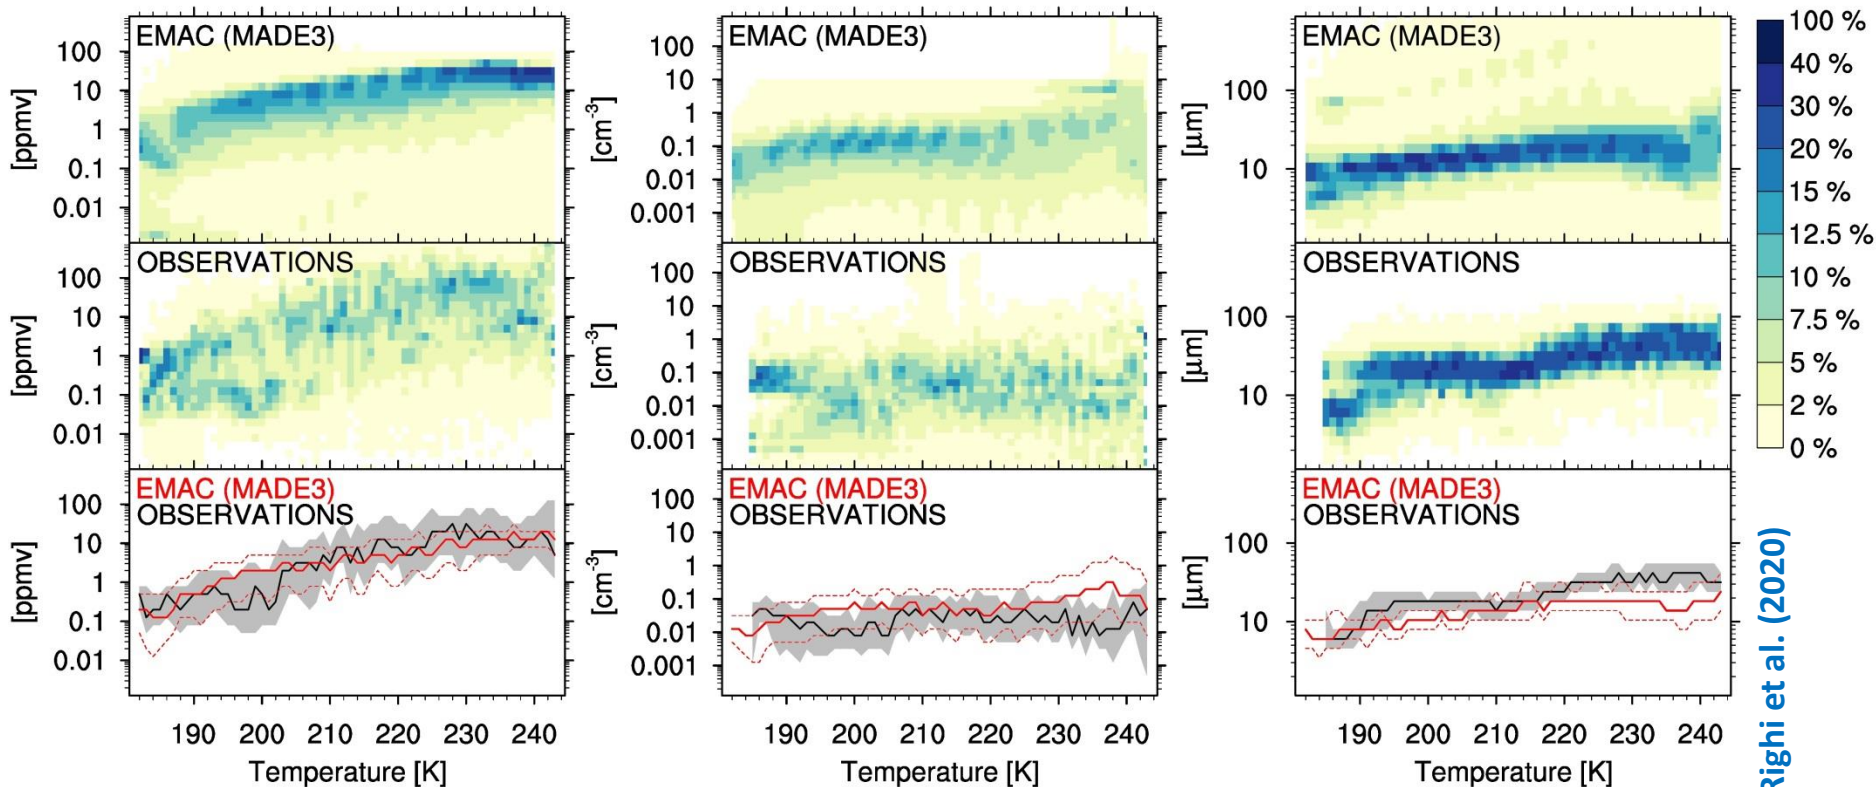 EMAC (MADE3)
[ppmv]
100
10
1
0.1
0.01
OBSERVATIONS
[ppmv]
100
10
1
0.1
0.01
EMAC (MADE3)
OBSERVATIONS
[ppmv]
100
10
1
0.1
0.01
190 200 210 220 230 240
Temperature [K]
EMAC (MADE3)
[cm⁻³]
100
10
1
0.1
0.01
0.001
OBSERVATIONS
[cm⁻³]
100
10
1
0.1
0.01
0.001
EMAC (MADE3)
OBSERVATIONS
[cm⁻³]
100
10
1
0.1
0.01
0.001
190 200 210 220 230 240
Temperature [K]
EMAC (MADE3)
[µm]
100
10
OBSERVATIONS
[µm]
100
10
EMAC (MADE3)
OBSERVATIONS
[µm]
100
10
190 200 210 220 230 240
Temperature [K]
100 %
40 %
30 %
20 %
15 %
12.5 %
10 %
7.5 %
5 %
2 %
0 %
Righi et al. (2020)